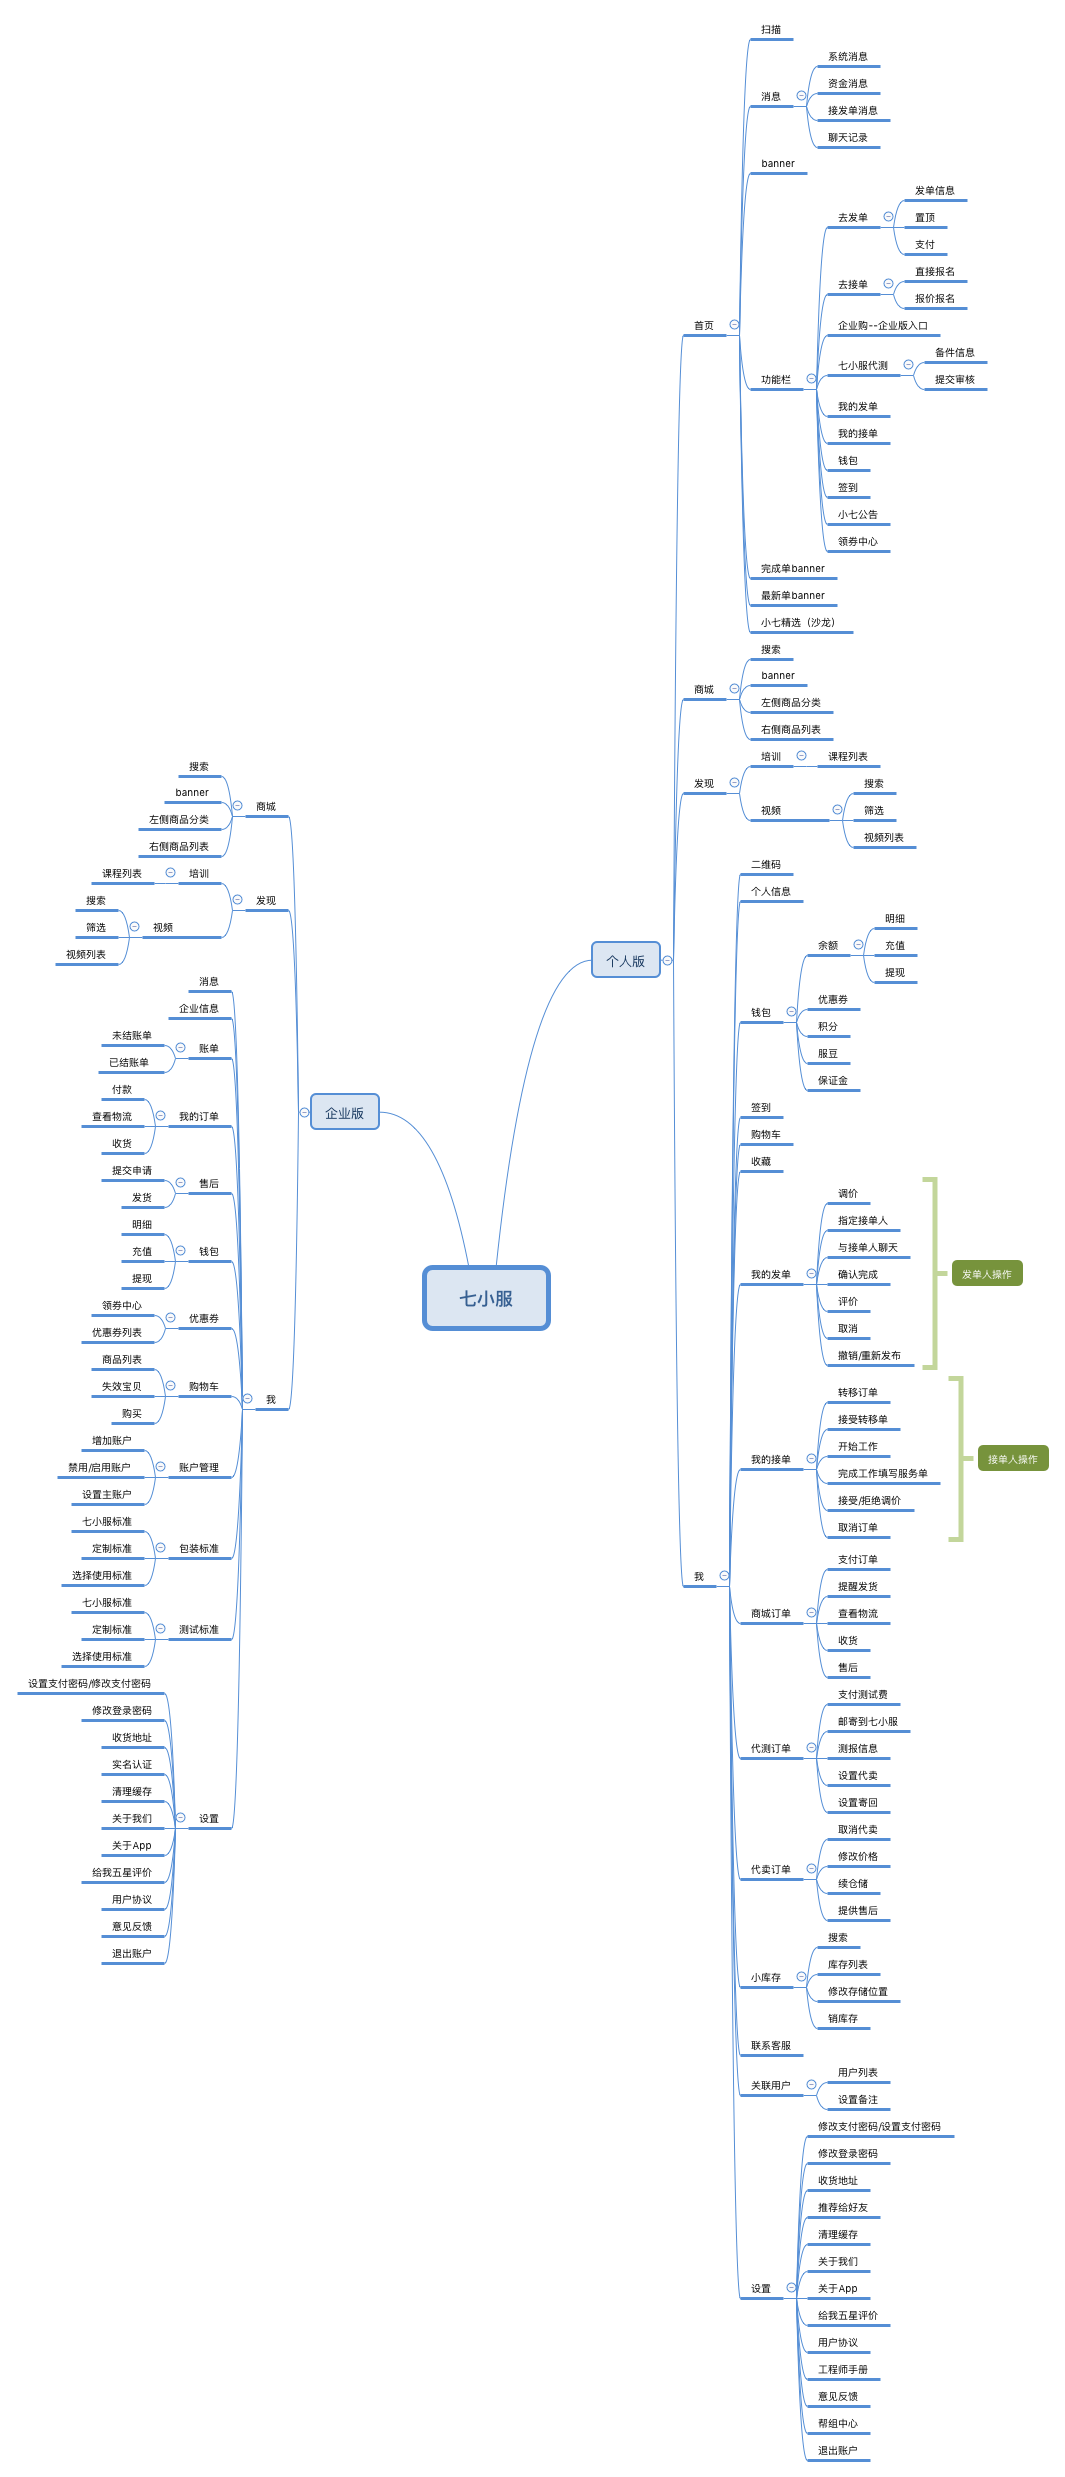 七小服
个人版
首页
扫描
消息
系统消息
资金消息
接发单消息
聊天记录
banner
功能栏
去发单
发单信息
置顶
支付
去接单
直接报名
报价报名
企业购--企业版入口
七小服代测
备件信息
提交审核
我的发单
我的接单
钱包
签到
小七公告
领券中心
完成单banner
最新单banner
小七精选（沙龙）
商城
搜索
banner
左侧商品分类
右侧商品列表
发现
培训
课程列表
视频
搜索
筛选
视频列表
我
二维码
个人信息
钱包
余额
明细
充值
提现
优惠券
积分
服豆
保证金
签到
购物车
收藏
我的发单
调价
指定接单人
与接单人聊天
确认完成
评价
取消
撤销/重新发布
发单人操作
我的接单
转移订单
接受转移单
开始工作
完成工作填写服务单
接受/拒绝调价
取消订单
接单人操作
商城订单
支付订单
提醒发货
查看物流
收货
售后
代测订单
支付测试费
邮寄到七小服
测报信息
设置代卖
设置寄回
代卖订单
取消代卖
修改价格
续仓储
提供售后
小库存
搜索
库存列表
修改存储位置
销库存
联系客服
关联用户
用户列表
设置备注
设置
修改支付密码/设置支付密码
修改登录密码
收货地址
推荐给好友
清理缓存
关于我们
关于App
给我五星评价
用户协议
工程师手册
意见反馈
帮组中心
退出账户
企业版
商城
搜索
banner
左侧商品分类
右侧商品列表
发现
培训
课程列表
视频
搜索
筛选
视频列表
我
消息
企业信息
账单
未结账单
已结账单
我的订单
付款
查看物流
收货
售后
提交申请
发货
钱包
明细
充值
提现
优惠券
领券中心
优惠券列表
购物车
商品列表
失效宝贝
购买
账户管理
增加账户
禁用/启用账户
设置主账户
包装标准
七小服标准
定制标准
选择使用标准
测试标准
七小服标准
定制标准
选择使用标准
设置
设置支付密码/修改支付密码
修改登录密码
收货地址
实名认证
清理缓存
关于我们
关于App
给我五星评价
用户协议
意见反馈
退出账户